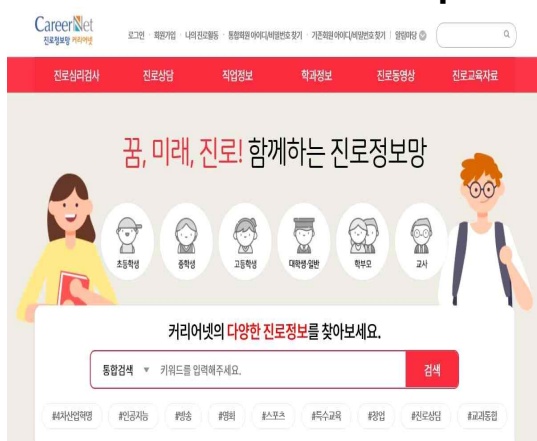 CareerNet
진로정보망 커리어넷
로그인 · 회원가입 · 나의진로활동 · 통합회원 아이디/비밀번호 찾기 · 기존회원 아이디/비밀번호 찾기 | 알림마당
진로심리검사 진로상담 직업정보 학과정보 진로동영상 진로교육자료
꿈, 미래, 진로! 함께하는 진로정보망
초등학생 중학생 고등학생 대학생·일반 학부모 교사
커리어넷의 다양한 진로정보를 찾아보세요.
통합검색 ▼ 키워드를 입력해주세요. 검색
#4차산업혁명 #인공지능 #방송 #영화 #스포츠 #특수교육 #창업 #진로상담 #교과통합